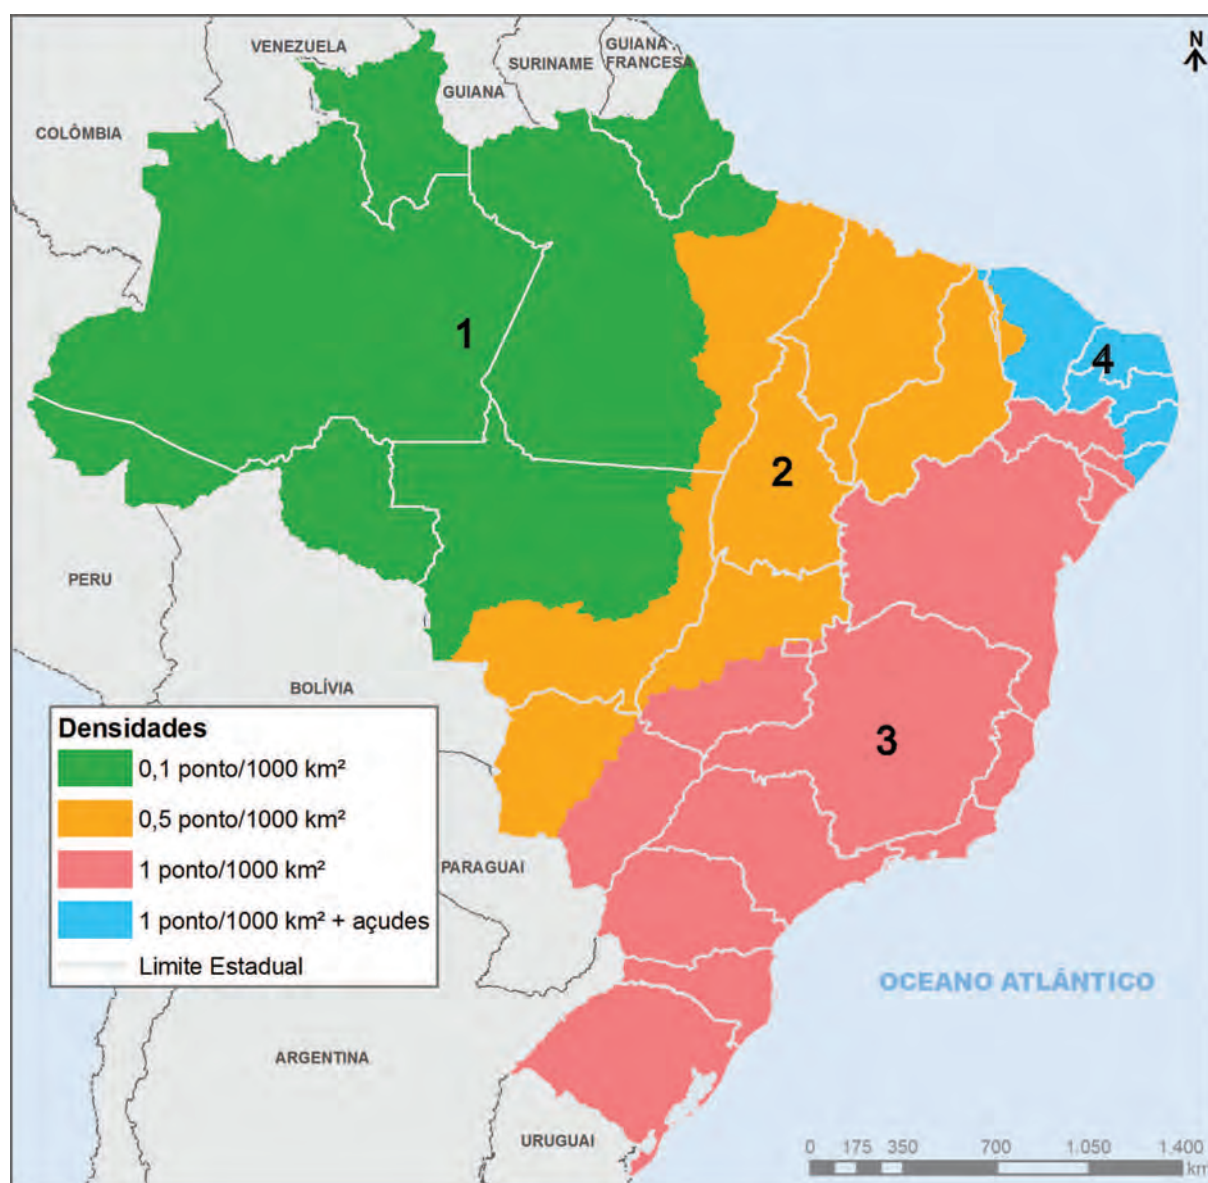 N
VENEZUELA
GUIANA
FRANCESA
SURINAME
GUIANA
COLÔMBIA
1
4
2
PERU
BOLÍVIA
3
Densidades
0,1 ponto/1000 km²
0,5 ponto/1000 km²
1 ponto/1000 km²
1 ponto/1000 km² + açudes
Limite Estadual
PARAGUAI
OCEANO ATLÂNTICO
ARGENTINA
URUGUAI
0 175 350 700 1.050 1.400
km